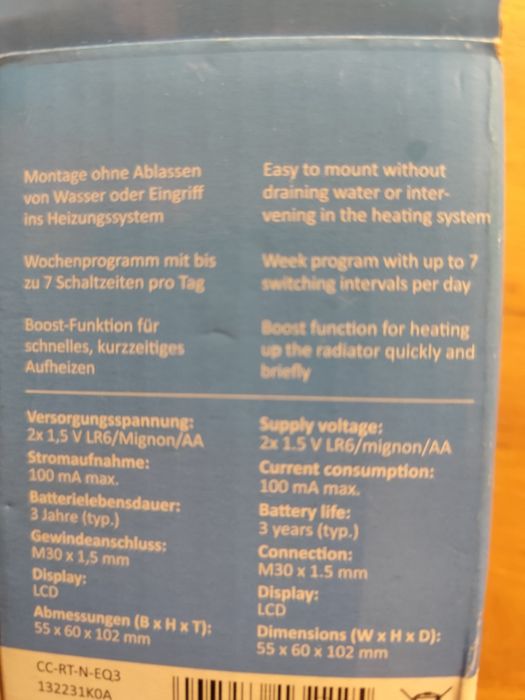 Montage ohne Ablassen
von Wasser oder Eingriff
ins Heizungssystem
Wochenprogramm mit bis
zu 7 Schaltzeiten pro Tag
Boost-Funktion für
schnelles, kurzzeitiges
Aufheizen
Easy to mount without
draining water or inter-
vening in the heating system
Week program with up to 7
switching intervals per day
Boost function for heating
up the radiator quickly and
briefly
Versorgungsspannung:
2x 1,5 V LR6/Mignon/AA
Stromaufnahme:
100 mA max.
Batterielebensdauer:
3 Jahre (typ.)
Gewindeanschluss:
M30 x 1,5 mm
Display:
LCD
Abmessungen (B x H x T):
55 x 60 x 102 mm
Supply voltage:
2x 1.5 V LR6/mignon/AA
Current consumption:
100 mA max.
Battery life:
3 years (typ.)
Connection:
M30 x 1.5 mm
Display:
LCD
Dimensions (W x H x D):
55 x 60 x 102 mm
CC-RT-N-EQ3
132231K0A